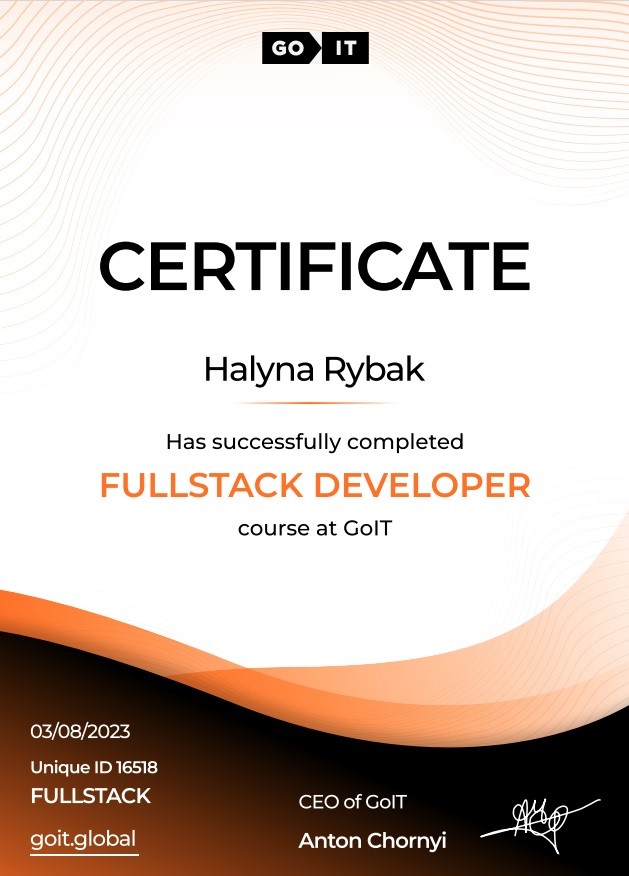 GO IT
CERTIFICATE
Halyna Rybak
Has successfully completed
FULLSTACK DEVELOPER
course at GoIT
03/08/2023
Unique ID 16518
FULLSTACK
goit.global
CEO of GoIT
Anton Chornyi